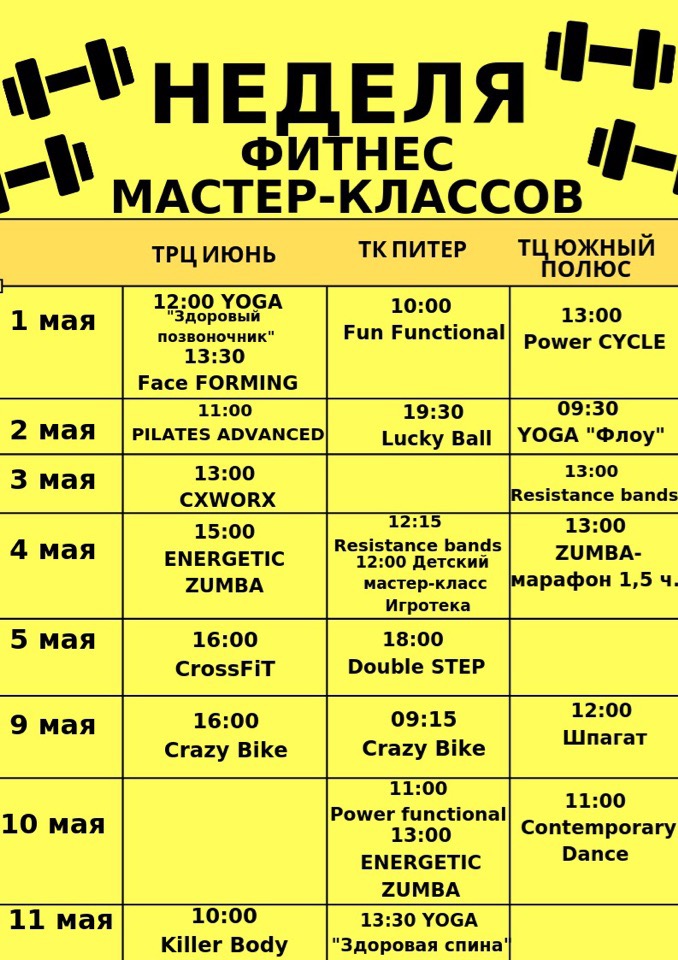 НЕДЕЛЯ
ФИТНЕС
МАСТЕР-КЛАССОВ
ТРЦ ИЮНЬ
ТК ПИТЕР
ТЦ ЮЖНЫЙ
ПОЛЮС
1 мая
12:00 YOGA
"Здоровый
позвоночник"
13:30
Face FORMING
10:00
Fun Functional
13:00
Power CYCLE
2 мая
11:00
PILATES ADVANCED
19:30
Lucky Ball
09:30
YOGA "Флоу"
3 мая
13:00
CXWORX
13:00
Resistance bands
4 мая
15:00
ENERGETIC
ZUMBA
12:15
Resistance bands
12:00 Детский
мастер-класс
Игротека
13:00
ZUMBA-
марафон 1,5 ч.
5 мая
16:00
CrossFiT
18:00
Double STEP
9 мая
16:00
Crazy Bike
09:15
Crazy Bike
12:00
Шпагат
10 мая
11:00
Power functional
13:00
ENERGETIC
ZUMBA
11:00
Contemporary
Dance
11 мая
10:00
Killer Body
13:30 YOGA
"Здоровая спина"